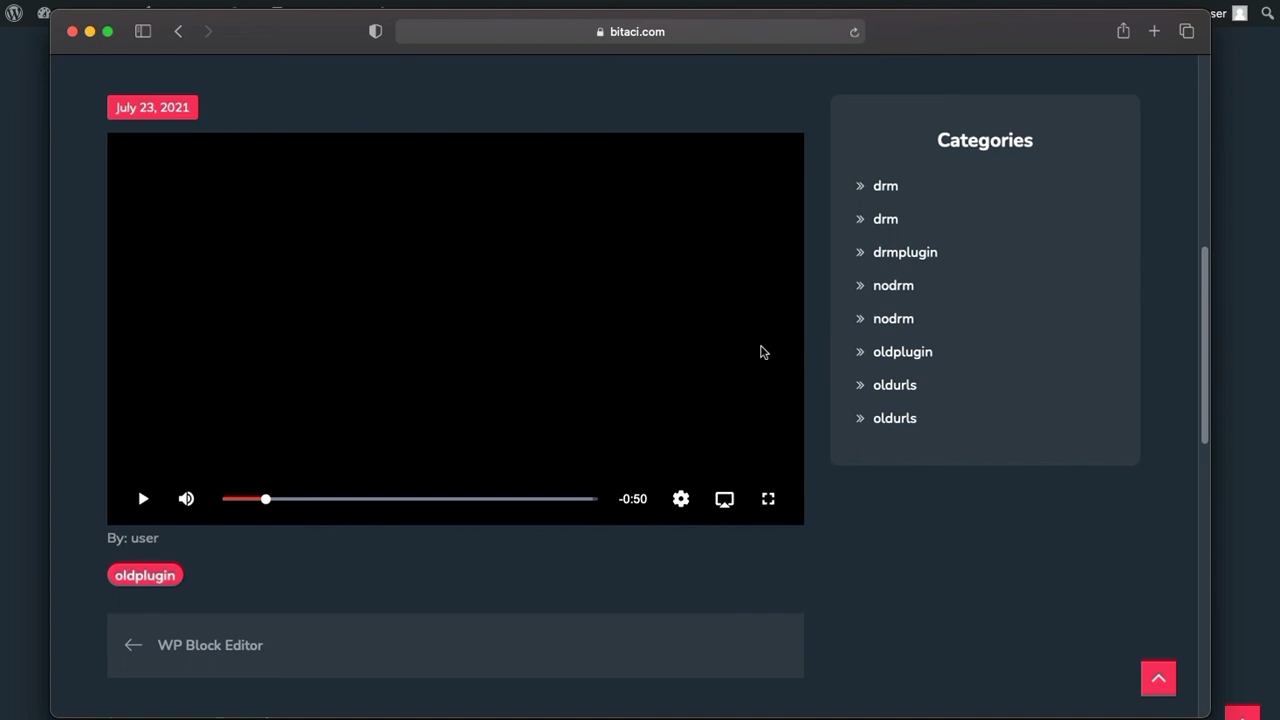 ser
bitaci.com
July 23, 2021
-0:50
By: user
oldplugin
WP Block Editor
Categories
drm
drm
drmplugin
nodrm
nodrm
oldplugin
oldurls
oldurls